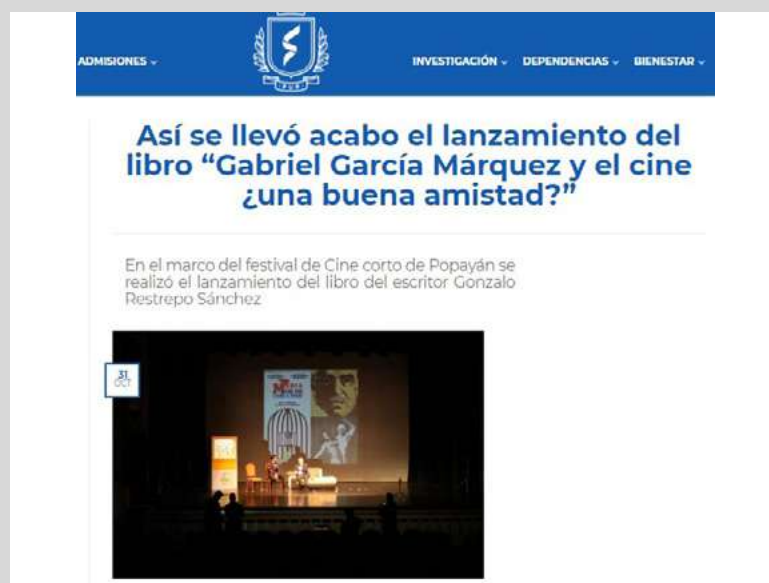 ADMISIONES
INVESTIGACIÓN DEPENDENCIAS BIENESTAR
Así se llevó acabo el lanzamiento del
libro “Gabriel García Márquez y el cine
¿una buena amistad?”
En el marco del festival de Cine corto de Popayán se
realizó el lanzamiento del libro del escritor Gonzalo
Restrepo Sánchez
31
OCT